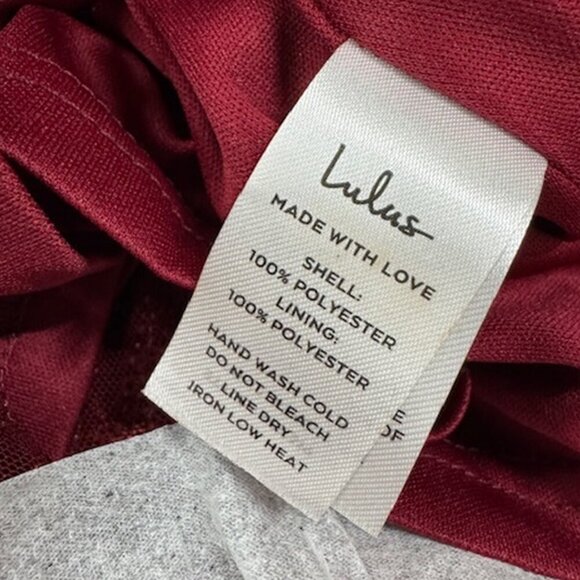 Lulus
MADE WITH LOVE
SHELL:
100% POLYESTER
LINING:
100% POLYESTER
HAND WASH COLD
DO NOT BLEACH
LINE DRY
IRON LOW HEAT
E
OF